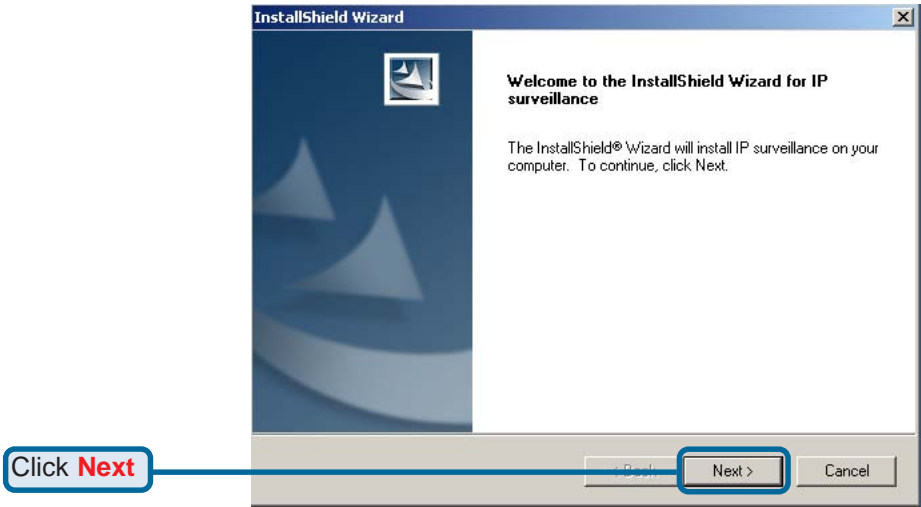 InstallShield Wizard
Welcome to the InstallShield Wizard for IP
surveillance
The InstallShield® Wizard will install IP surveillance on your
computer. To continue, click Next.
Click Next
< Back
Next >
Cancel